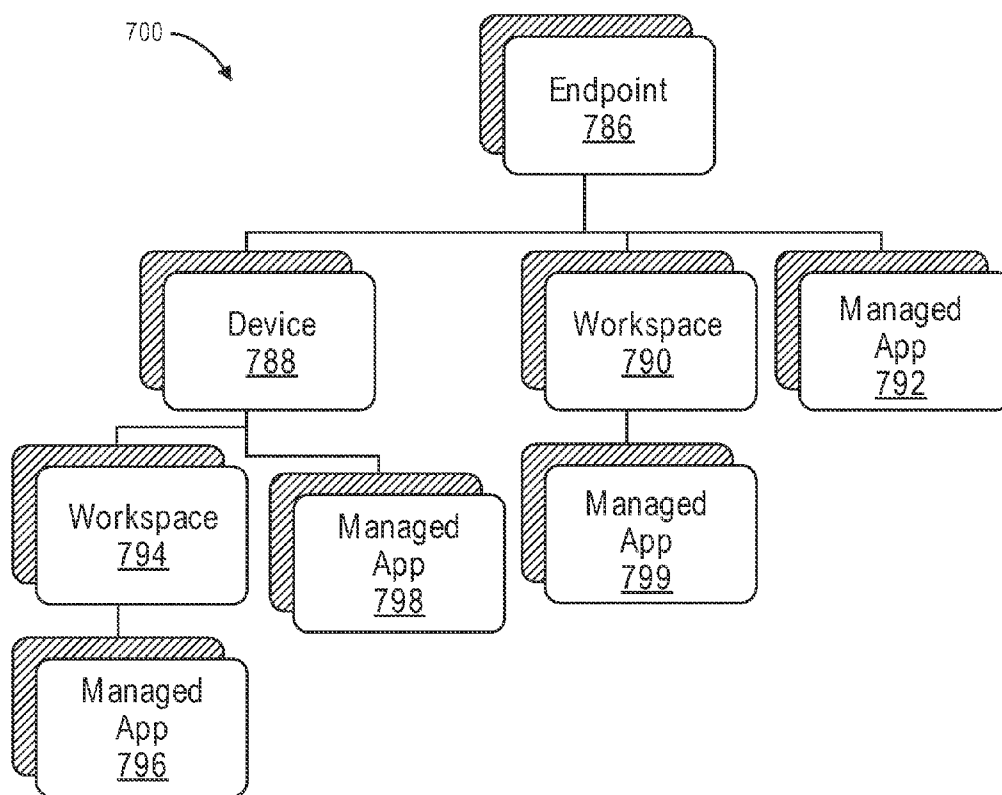 700
Endpoint
786
Device
788
Workspace
790
Managed
App
792
Workspace
794
Managed
App
798
Managed
App
799
Managed
App
796